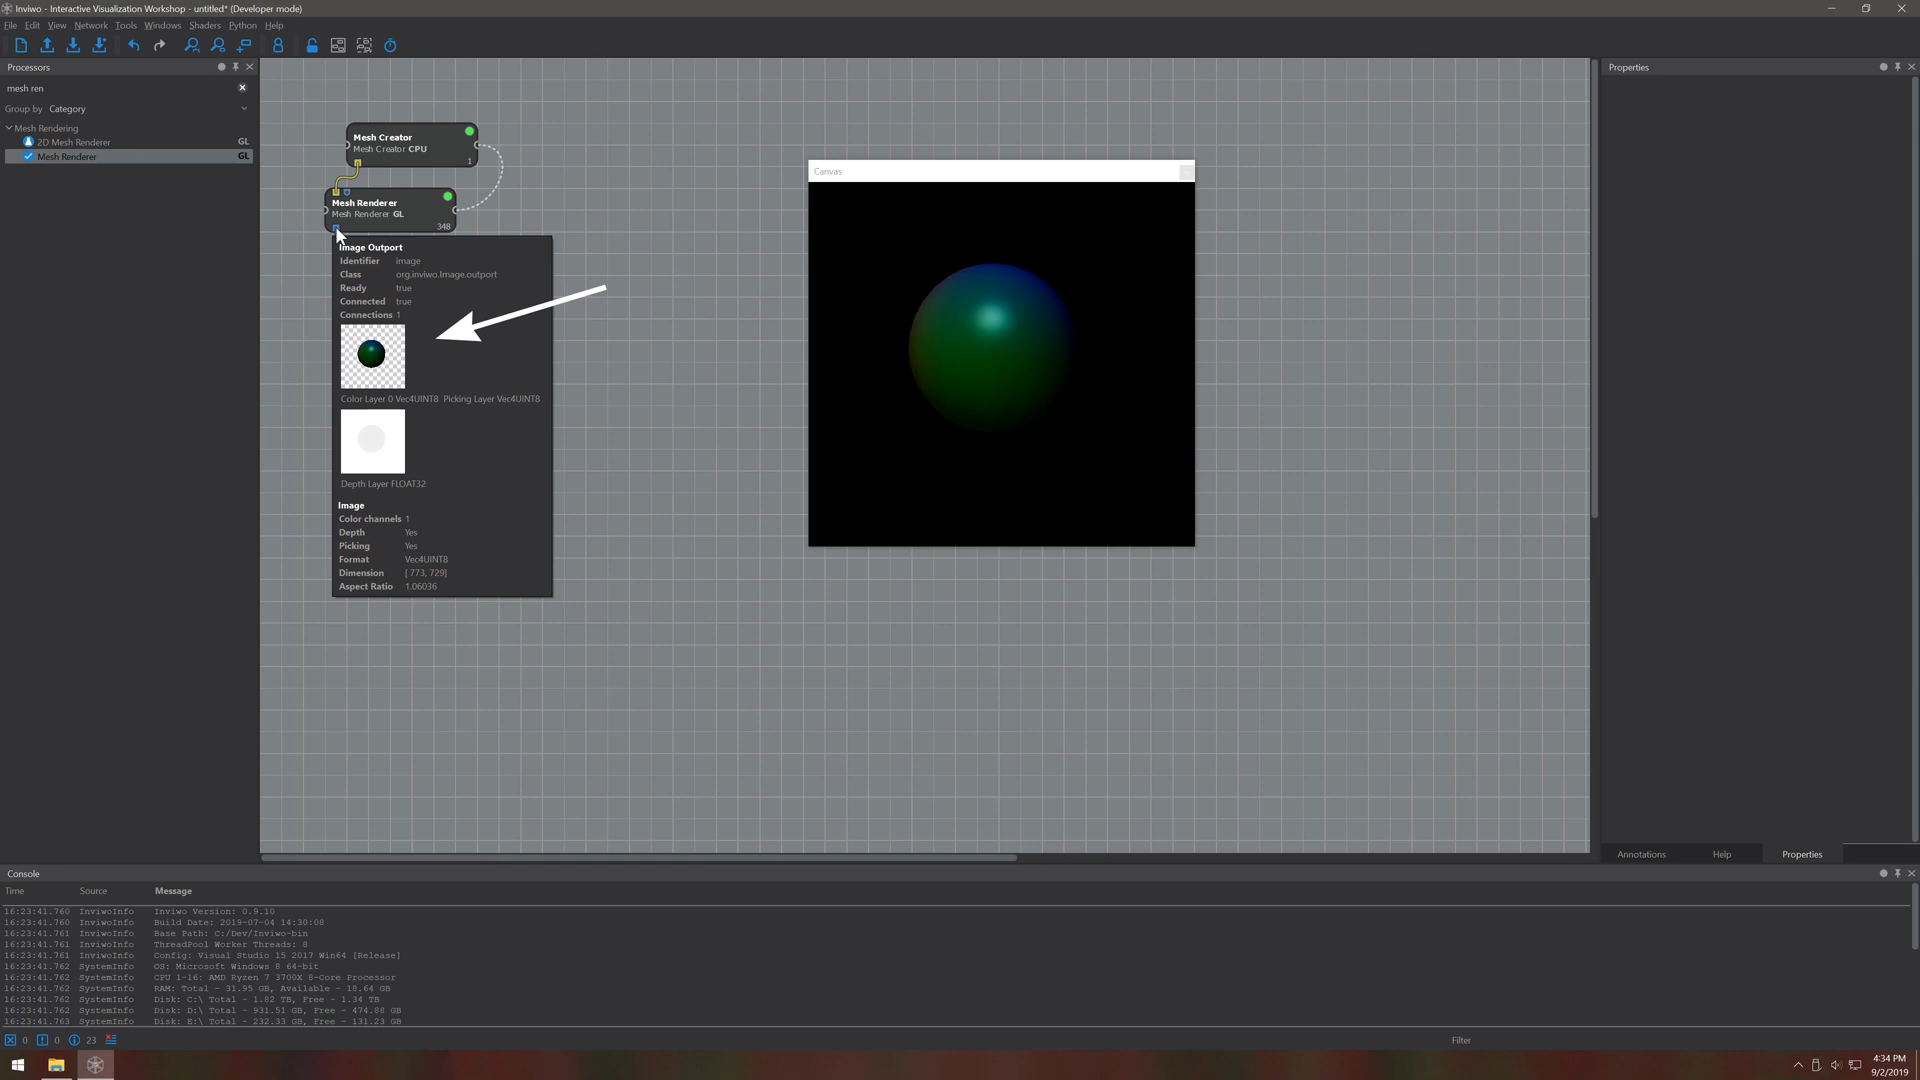 Inviwo - Interactive Visualization Workshop - untitled* (Developer mode)
File Edit View Network Tools Windows Shaders Python Help
Processors
mesh ren
Group by Category
Mesh Rendering
2D Mesh Renderer GL
Mesh Renderer GL
Mesh Creator
Mesh Creator CPU
1
Mesh Renderer
Mesh Renderer GL
348
Image Outport
Identifier image
Class org.inviwo.Image.outport
Ready true
Connected true
Connections 1
Color Layer 0 Vec4UINT8 Picking Layer Vec4UINT8
Depth Layer FLOAT32
Image
Color channels 1
Depth Yes
Picking Yes
Format Vec4UINT8
Dimension [ 773, 729]
Aspect Ratio 1.06036
Canvas
Properties
Annotations Help Properties
Console
Time Source Message
16:23:41.760 InviwoInfo Inviwo Version: 0.9.10
16:23:41.760 InviwoInfo Build Date: 2019-07-04 14:30:08
16:23:41.761 InviwoInfo Base Path: C:/Dev/Inviwo-bin
16:23:41.761 InviwoInfo ThreadPool Worker Threads: 8
16:23:41.761 InviwoInfo Config: Visual Studio 15 2017 Win64 [Release]
16:23:41.762 SystemInfo OS: Microsoft Windows 8 64-bit
16:23:41.762 SystemInfo CPU 1-16: AMD Ryzen 7 3700X 8-Core Processor
16:23:41.762 SystemInfo RAM: Total - 31.95 GB, Available - 18.64 GB
16:23:41.762 SystemInfo Disk: C:\ Total - 1.82 TB, Free - 1.34 TB
16:23:41.762 SystemInfo Disk: D:\ Total - 931.51 GB, Free - 474.88 GB
16:23:41.763 SystemInfo Disk: E:\ Total - 232.33 GB, Free - 131.23 GB
0 0 23
Filter
4:34 PM
9/2/2019